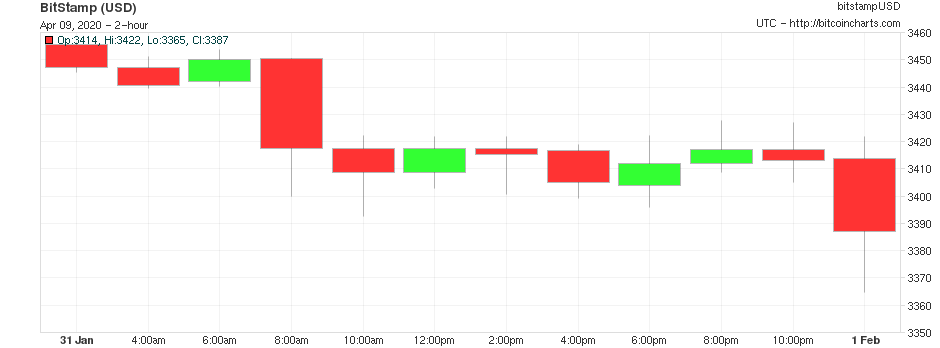 BitStamp (USD)
bitstampUSD
Apr 09, 2020 - 2-hour
UTC - http://bitcoincharts.com
Op:3414, Hi:3422, Lo:3365, Cl:3387
3460
3450
3440
3430
3420
3410
3400
3390
3380
3370
3360
3350
31 Jan 4:00am 6:00am 8:00am 10:00am 12:00pm 2:00pm 4:00pm 6:00pm 8:00pm 10:00pm 1 Feb